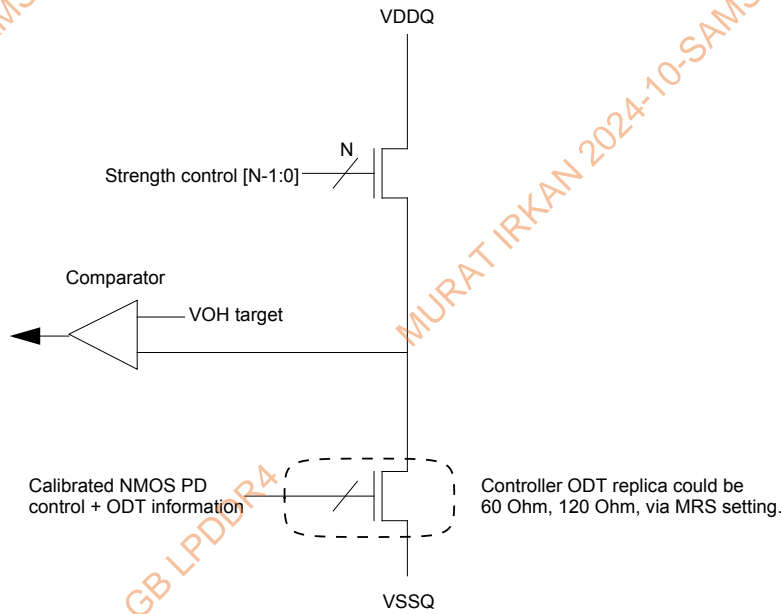 VDDQ
N
Strength control [N-1:0]
Comparator
VOH target
Calibrated NMOS PD
control + ODT information
Controller ODT replica could be
60 Ohm, 120 Ohm, via MRS setting.
VSSQ
MURAT IRKAN 2024-10-SAMS
GB LPDDR4